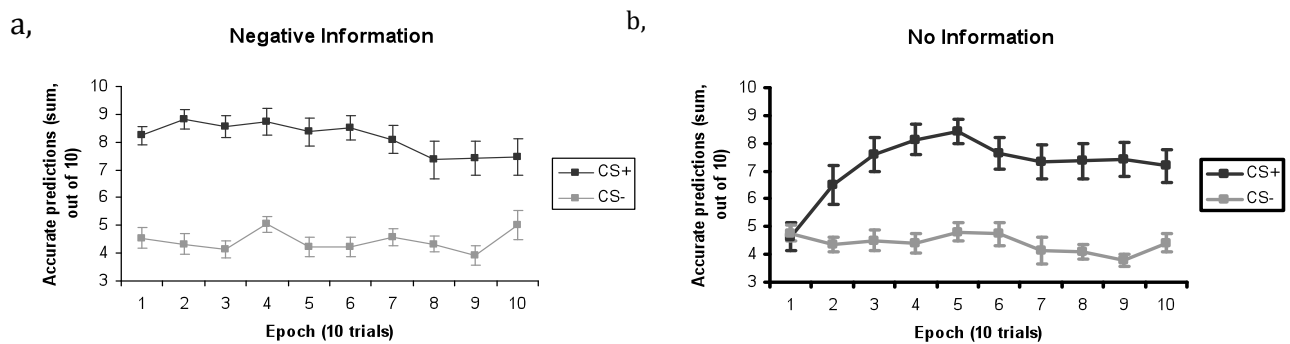 a,
Negative Information
Accurate predictions (sum,
out of 10)
10
9
8
7
6
5
4
3
1 2 3 4 5 6 7 8 9 10
Epoch (10 trials)
CS+
CS-
b,
No Information
Accurate predictions (sum,
out of 10)
10
9
8
7
6
5
4
3
1 2 3 4 5 6 7 8 9 10
Epoch (10 trials)
CS+
CS-